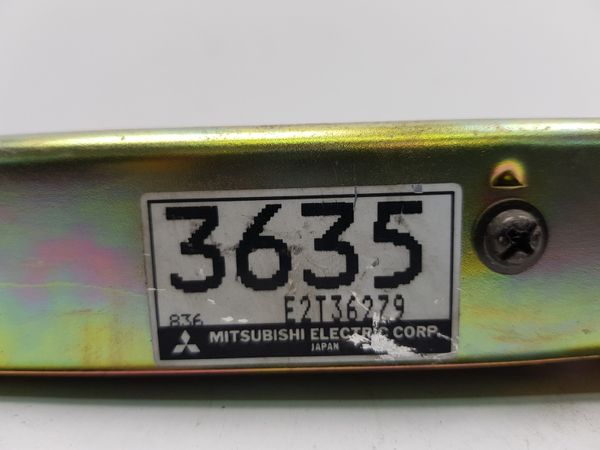 3635
E2T36279
836
MITSUBISHI ELECTRIC CORP.
JAPAN